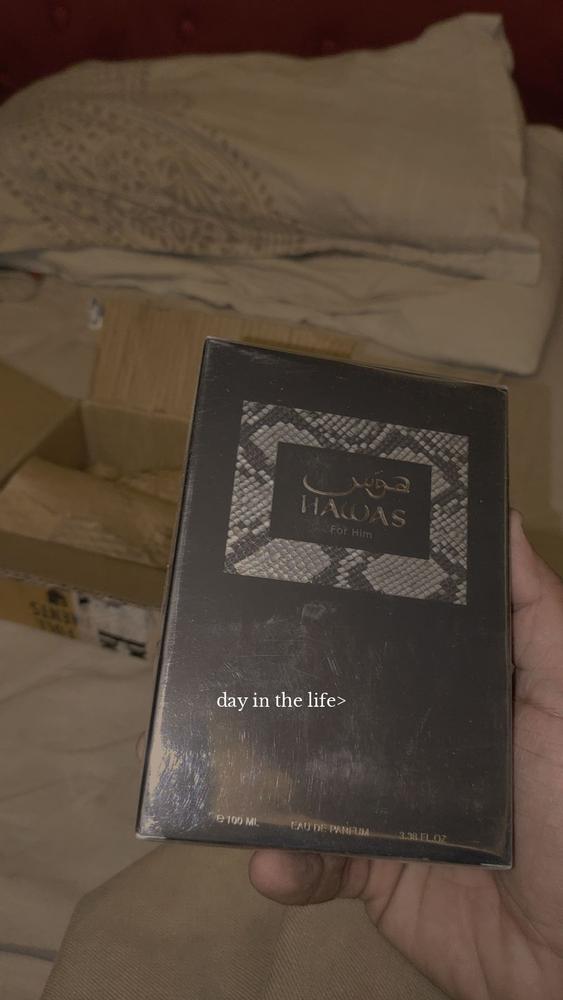 هوس
HAWAS
For Him
day in the life>
℮ 100 ML EAU DE PARFUM 3.38 FL.OZ